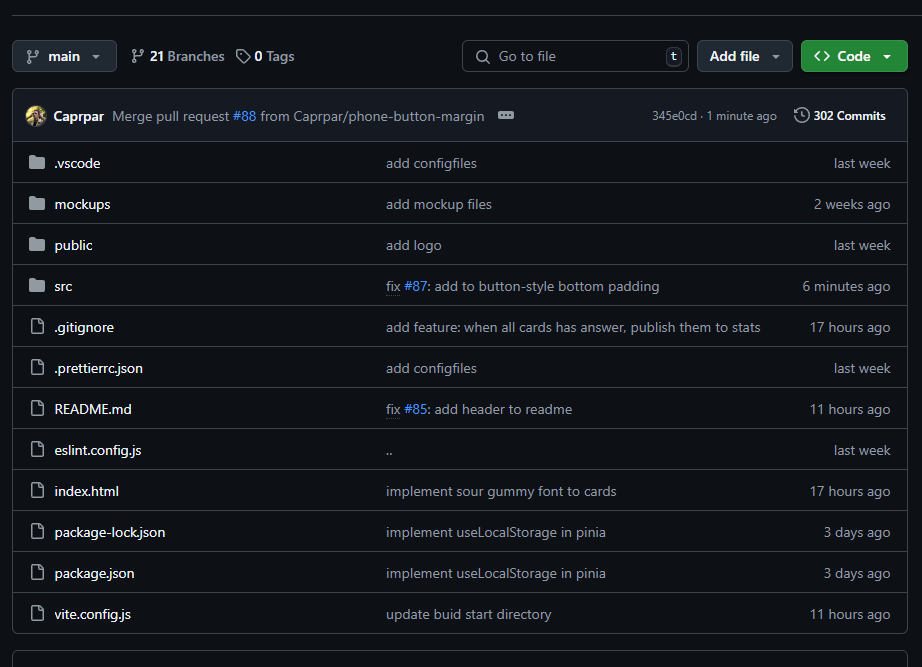 main 21 Branches 0 Tags Go to file t Add file Code
Caprpar Merge pull request #88 from Caprpar/phone-button-margin 345e0cd · 1 minute ago 302 Commits
.vscode add configfiles last week
mockups add mockup files 2 weeks ago
public add logo last week
src fix #87: add to button-style bottom padding 6 minutes ago
.gitignore add feature: when all cards has answer, publish them to stats 17 hours ago
.prettierrc.json add configfiles last week
README.md fix #85: add header to readme 11 hours ago
eslint.config.js .. last week
index.html implement sour gummy font to cards 17 hours ago
package-lock.json implement useLocalStorage in pinia 3 days ago
package.json implement useLocalStorage in pinia 3 days ago
vite.config.js update buid start directory 11 hours ago